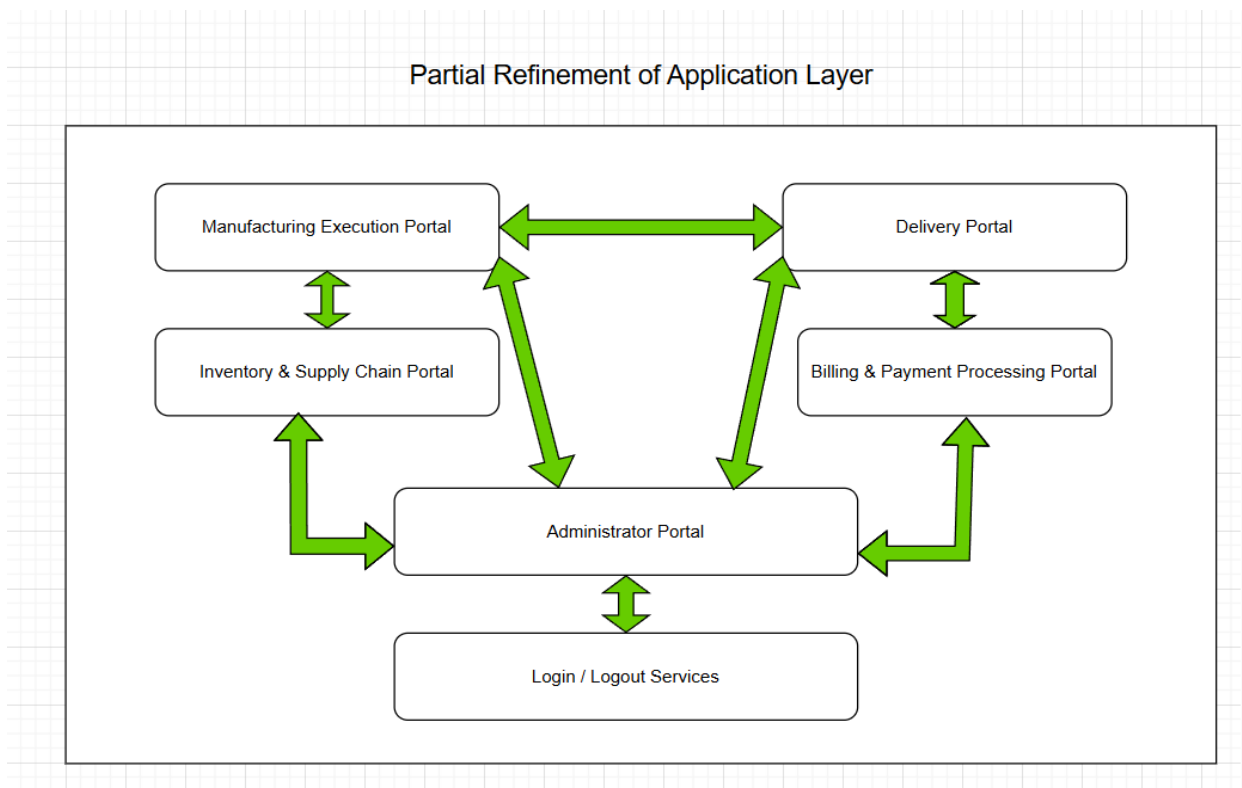 Partial Refinement of Application Layer
Manufacturing Execution Portal
Delivery Portal
Inventory & Supply Chain Portal
Billing & Payment Processing Portal
Administrator Portal
Login / Logout Services